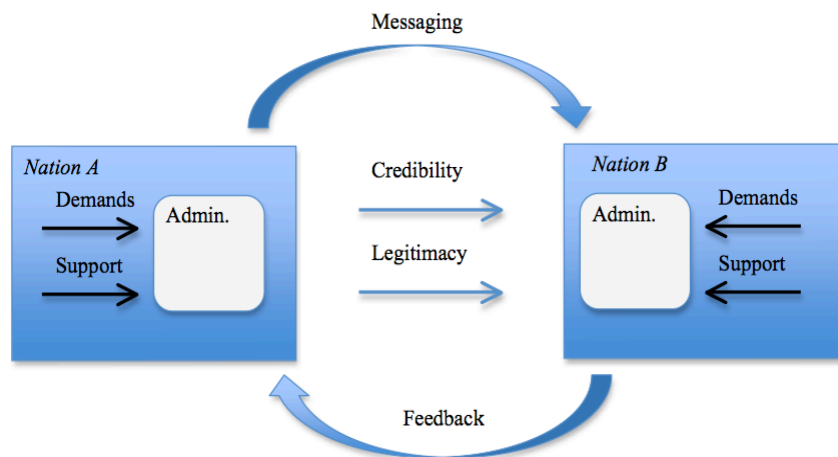 Messaging
Nation A
Demands
Admin.
Support
Credibility
Legitimacy
Nation B
Admin.
Demands
Support
Feedback